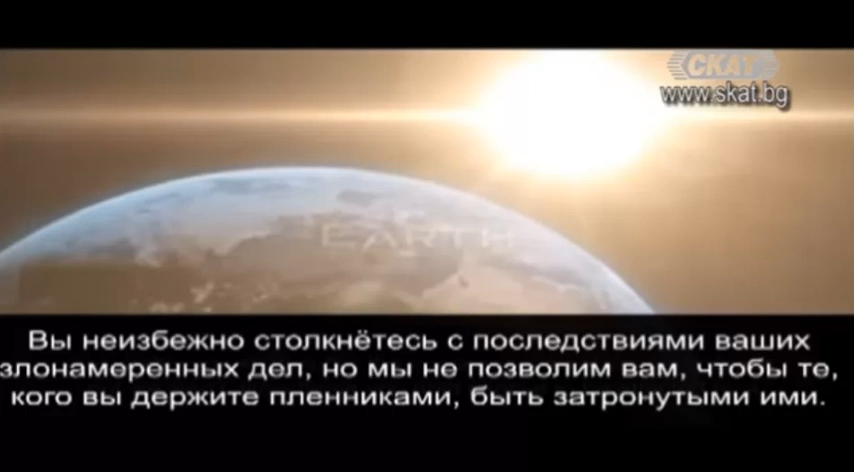 СКАТ
www.skat.bg
EARTH
Вы неизбежно столкнётесь с последствиями ваших
злонамеренных дел, но мы не позволим вам, чтобы те,
кого вы держите пленниками, быть затронутыми ими.